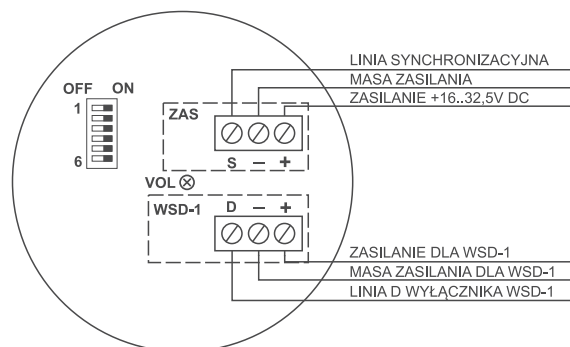 LINIA SYNCHRONIZACYJNA
MASA ZASILANIA
ZASILANIE +16..32,5V DC
OFF ON
1
6
ZAS
S – +
VOL
WSD-1 D – +
ZASILANIE DLA WSD-1
MASA ZASILANIA DLA WSD-1
LINIA D WYŁĄCZNIKA WSD-1